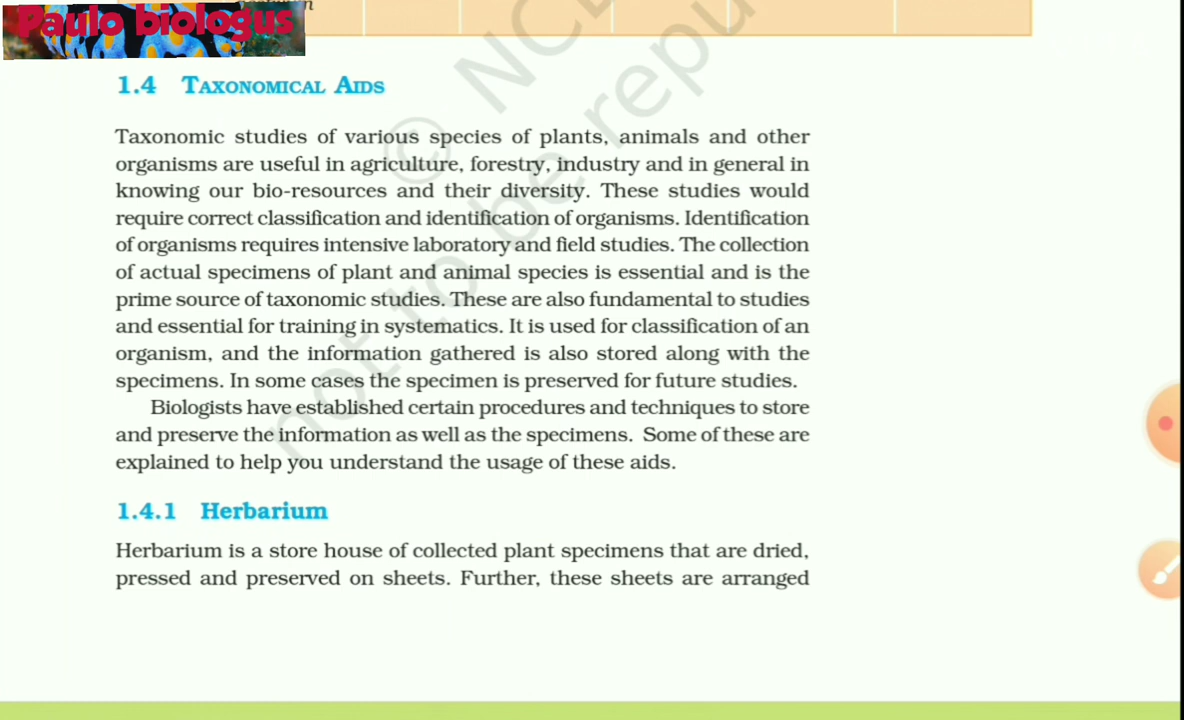 Paulo biologus
1.4 TAXONOMICAL AIDS
Taxonomic studies of various species of plants, animals and other
organisms are useful in agriculture, forestry, industry and in general in
knowing our bio-resources and their diversity. These studies would
require correct classification and identification of organisms. Identification
of organisms requires intensive laboratory and field studies. The collection
of actual specimens of plant and animal species is essential and is the
prime source of taxonomic studies. These are also fundamental to studies
and essential for training in systematics. It is used for classification of an
organism, and the information gathered is also stored along with the
specimens. In some cases the specimen is preserved for future studies.
Biologists have established certain procedures and techniques to store
and preserve the information as well as the specimens. Some of these are
explained to help you understand the usage of these aids.
1.4.1 Herbarium
Herbarium is a store house of collected plant specimens that are dried,
pressed and preserved on sheets. Further, these sheets are arranged
not to be repu
© NCE